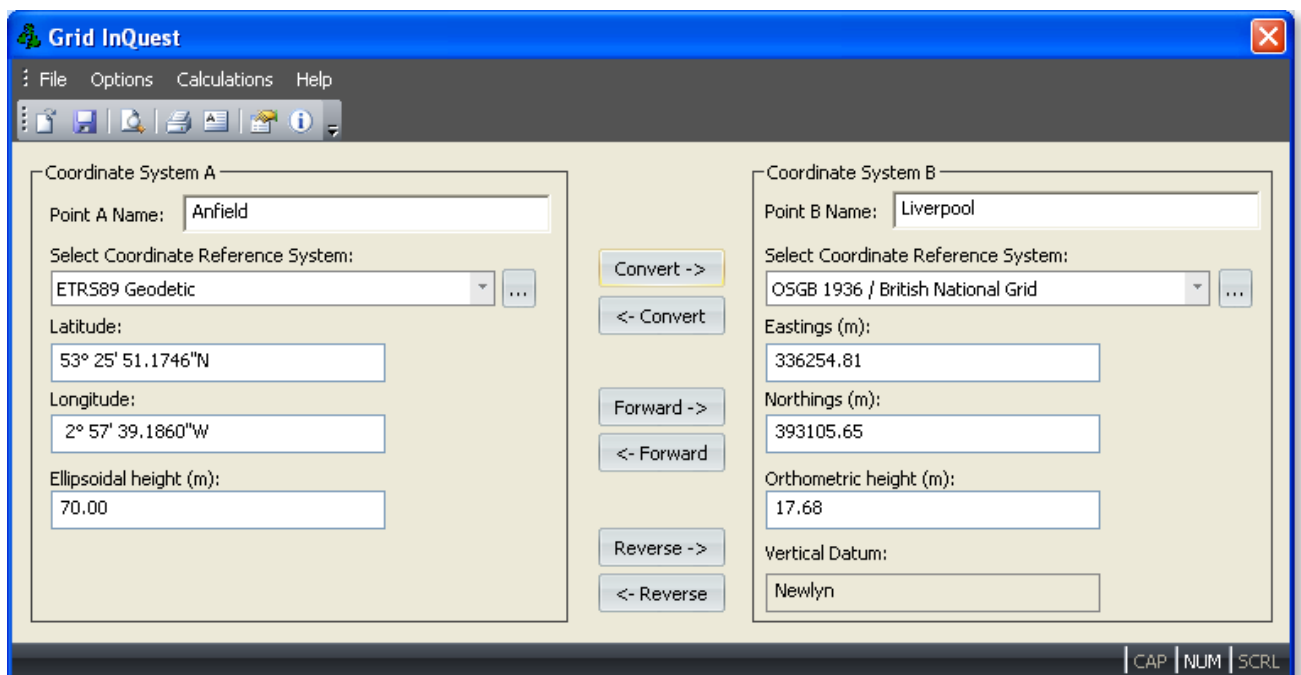 Grid InQuest
File Options Calculations Help
Coordinate System A
Point A Name: Anfield
Select Coordinate Reference System:
ETRS89 Geodetic ...
Latitude:
53° 25' 51.1746"N
Longitude:
2° 57' 39.1860"W
Ellipsoidal height (m):
70.00
Convert ->
<- Convert
Forward ->
<- Forward
Reverse ->
<- Reverse
Coordinate System B
Point B Name: Liverpool
Select Coordinate Reference System:
OSGB 1936 / British National Grid ...
Eastings (m):
336254.81
Northings (m):
393105.65
Orthometric height (m):
17.68
Vertical Datum:
Newlyn
CAP NUM SCRL